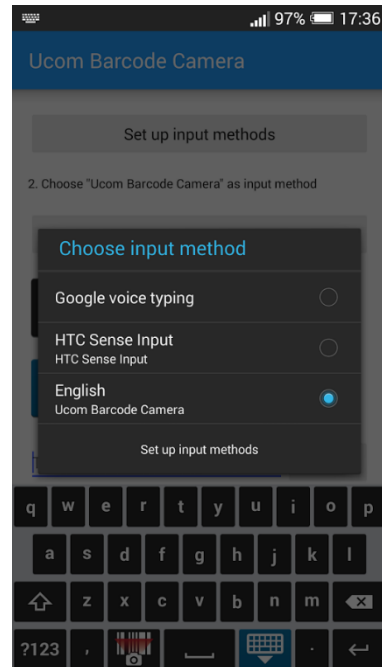 97% 17:36
Ucom Barcode Camera
Set up input methods
2. Choose "Ucom Barcode Camera" as input method
Choose input method
Google voice typing
HTC Sense Input
HTC Sense Input
English
Ucom Barcode Camera
Set up input methods
q w e r t y u i o p
a s d f g h j k l
z x c v b n m
?123 , .